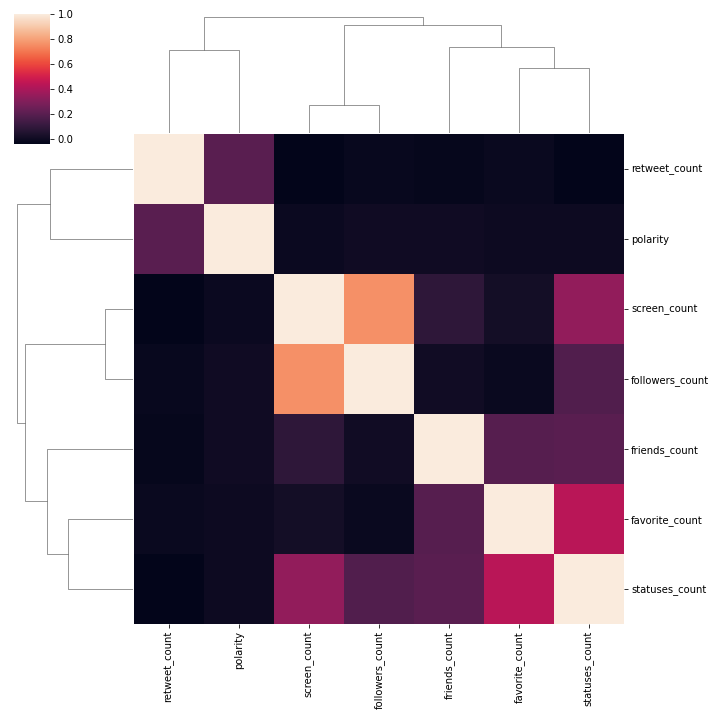 1.0
0.8
0.6
0.4
0.2
0.0
retweet_count
polarity
screen_count
followers_count
friends_count
favorite_count
statuses_count
retweet_count
polarity
screen_count
followers_count
friends_count
favorite_count
statuses_count